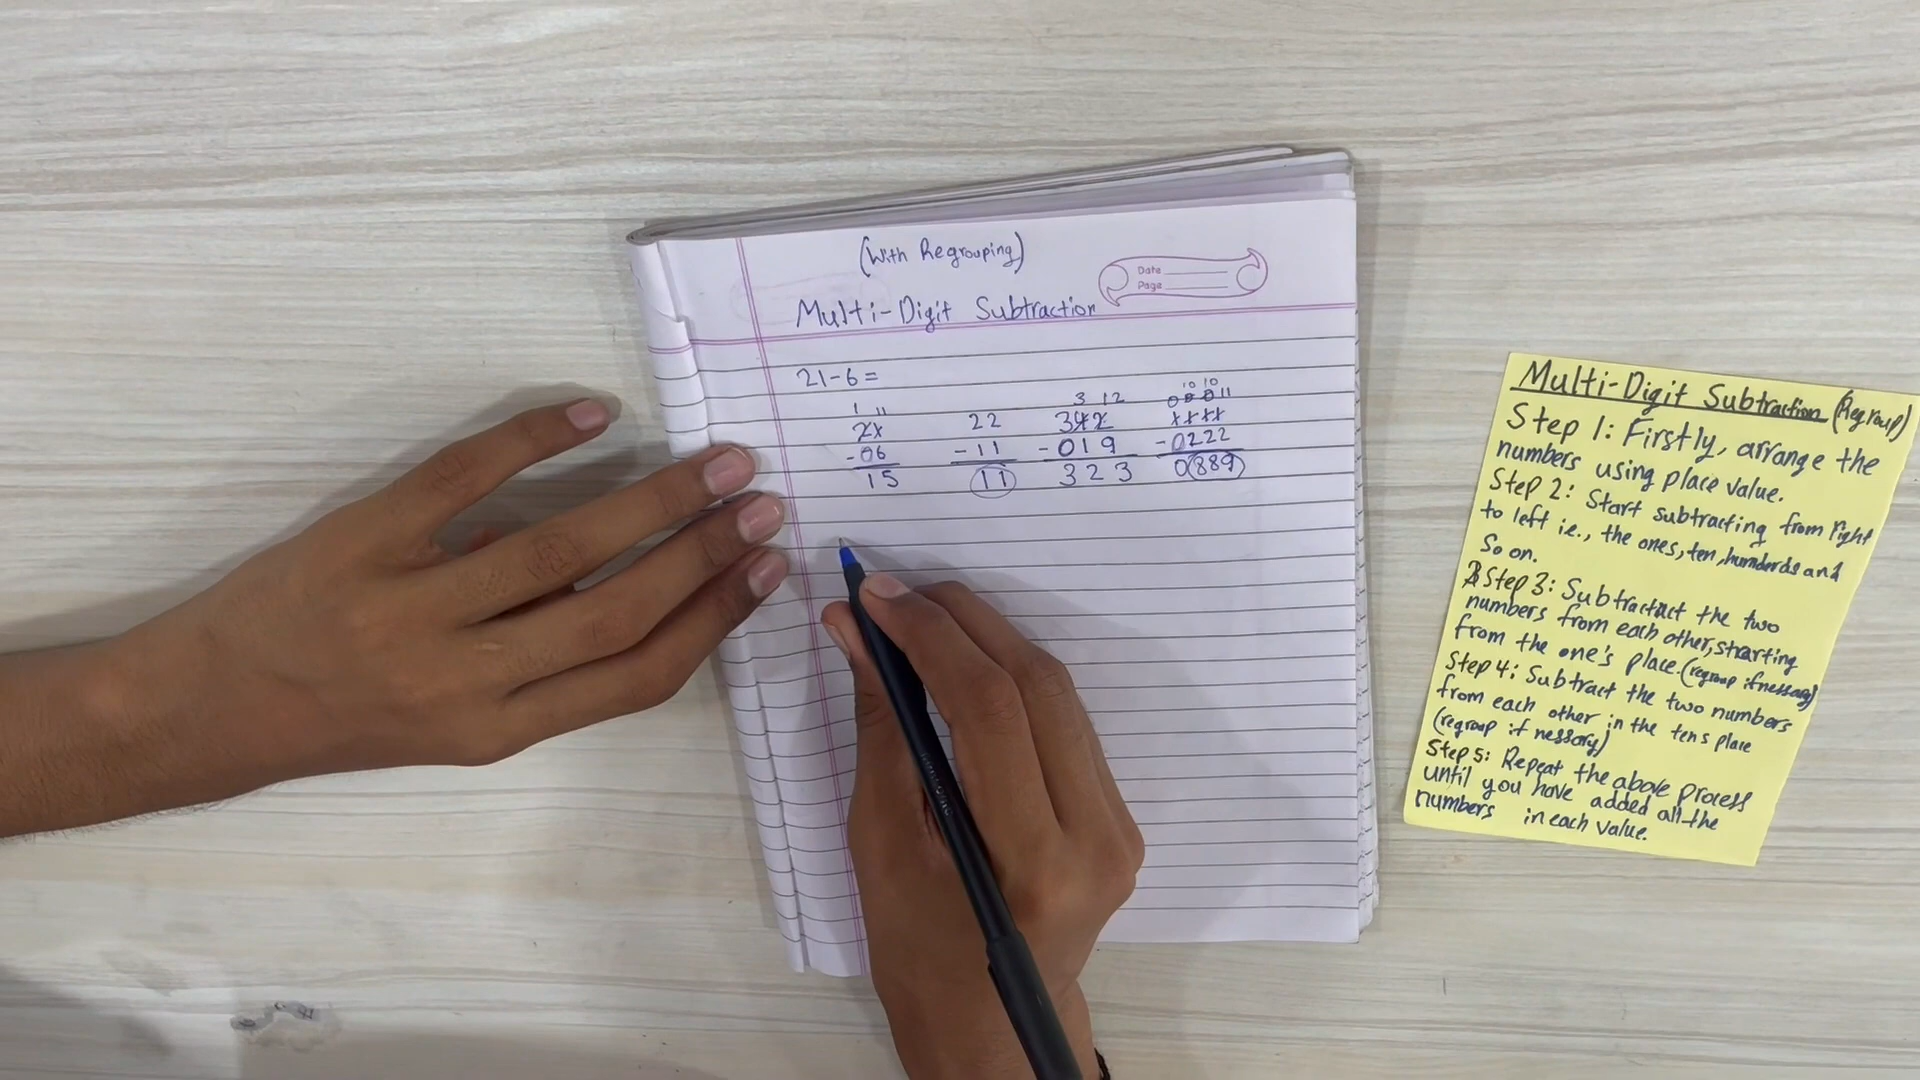 (With Regrouping)
Date
Page
Multi-Digit Subtraction
21-6=
1 11
21
-06
15
22
-11
11
3 12
342
-019
323
10 10
0 0 0 11
1111
-0222
0889
Multi-Digit Subtraction (Regroup)
Step 1: Firstly, arrange the
numbers using place value.
Step 2: Start subtracting from right
to left i.e., the ones, ten, hunderds and
So on.
Step 3: Subtractact the two
numbers from each other, strarting
from the one's place. (regroup if nessary)
Step 4: Subtract the two numbers
from each other in the tens place
(regroup if nessory)
Step 5: Repeat the above process
until you have added all the
numbers in each value.